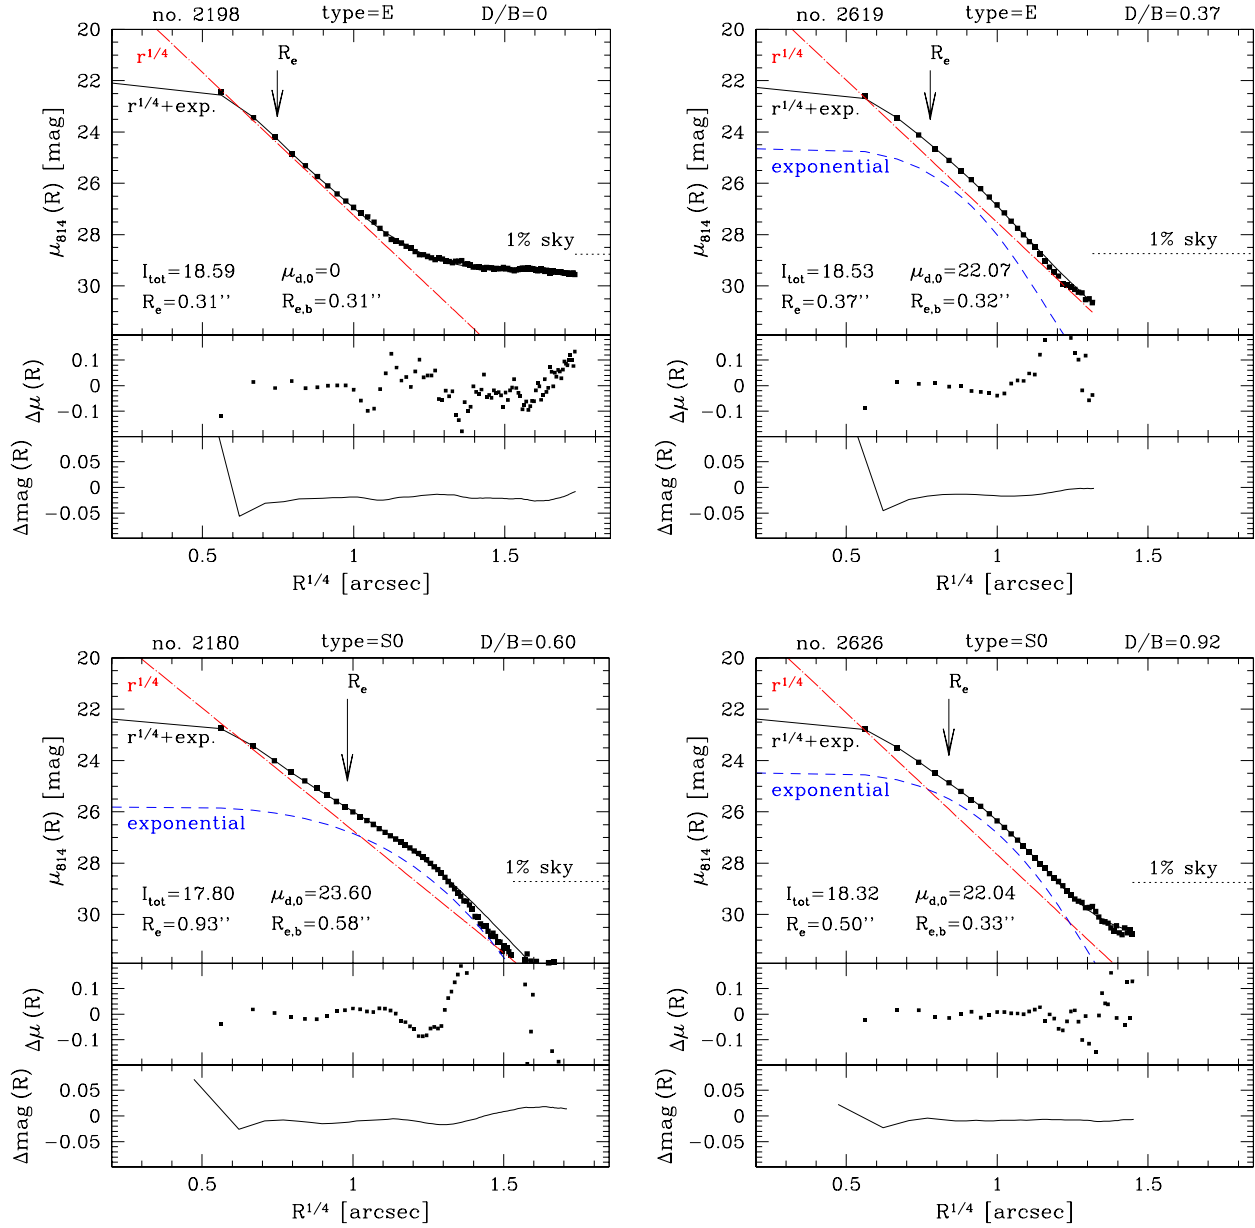 no. 2198 type=E D/B=0
20
22
24
26
28
30
μ₈₁₄(R) [mag]
r¹/⁴
Rₑ
r¹/⁴+exp.
1% sky
Iₜₒₜ=18.59 μd,0=0
Rₑ=0.31'' Re,b=0.31''
0.1
0
−0.1
Δμ(R)
0.05
0
−0.05
Δmag(R)
0.5 1 1.5
R¹/⁴ [arcsec]
no. 2619 type=E D/B=0.37
20
22
24
26
28
30
μ₈₁₄(R) [mag]
r¹/⁴
Rₑ
r¹/⁴+exp.
exponential
1% sky
Iₜₒₜ=18.53 μd,0=22.07
Rₑ=0.37'' Re,b=0.32''
0.1
0
−0.1
Δμ(R)
0.05
0
−0.05
Δmag(R)
0.5 1 1.5
R¹/⁴ [arcsec]
no. 2180 type=S0 D/B=0.60
20
22
24
26
28
30
μ₈₁₄(R) [mag]
r¹/⁴
Rₑ
r¹/⁴+exp.
exponential
1% sky
Iₜₒₜ=17.80 μd,0=23.60
Rₑ=0.93'' Re,b=0.58''
0.1
0
−0.1
Δμ(R)
0.05
0
−0.05
Δmag(R)
0.5 1 1.5
R¹/⁴ [arcsec]
no. 2626 type=S0 D/B=0.92
20
22
24
26
28
30
μ₈₁₄(R) [mag]
r¹/⁴
Rₑ
r¹/⁴+exp.
exponential
1% sky
Iₜₒₜ=18.32 μd,0=22.04
Rₑ=0.50'' Re,b=0.33''
0.1
0
−0.1
Δμ(R)
0.05
0
−0.05
Δmag(R)
0.5 1 1.5
R¹/⁴ [arcsec]